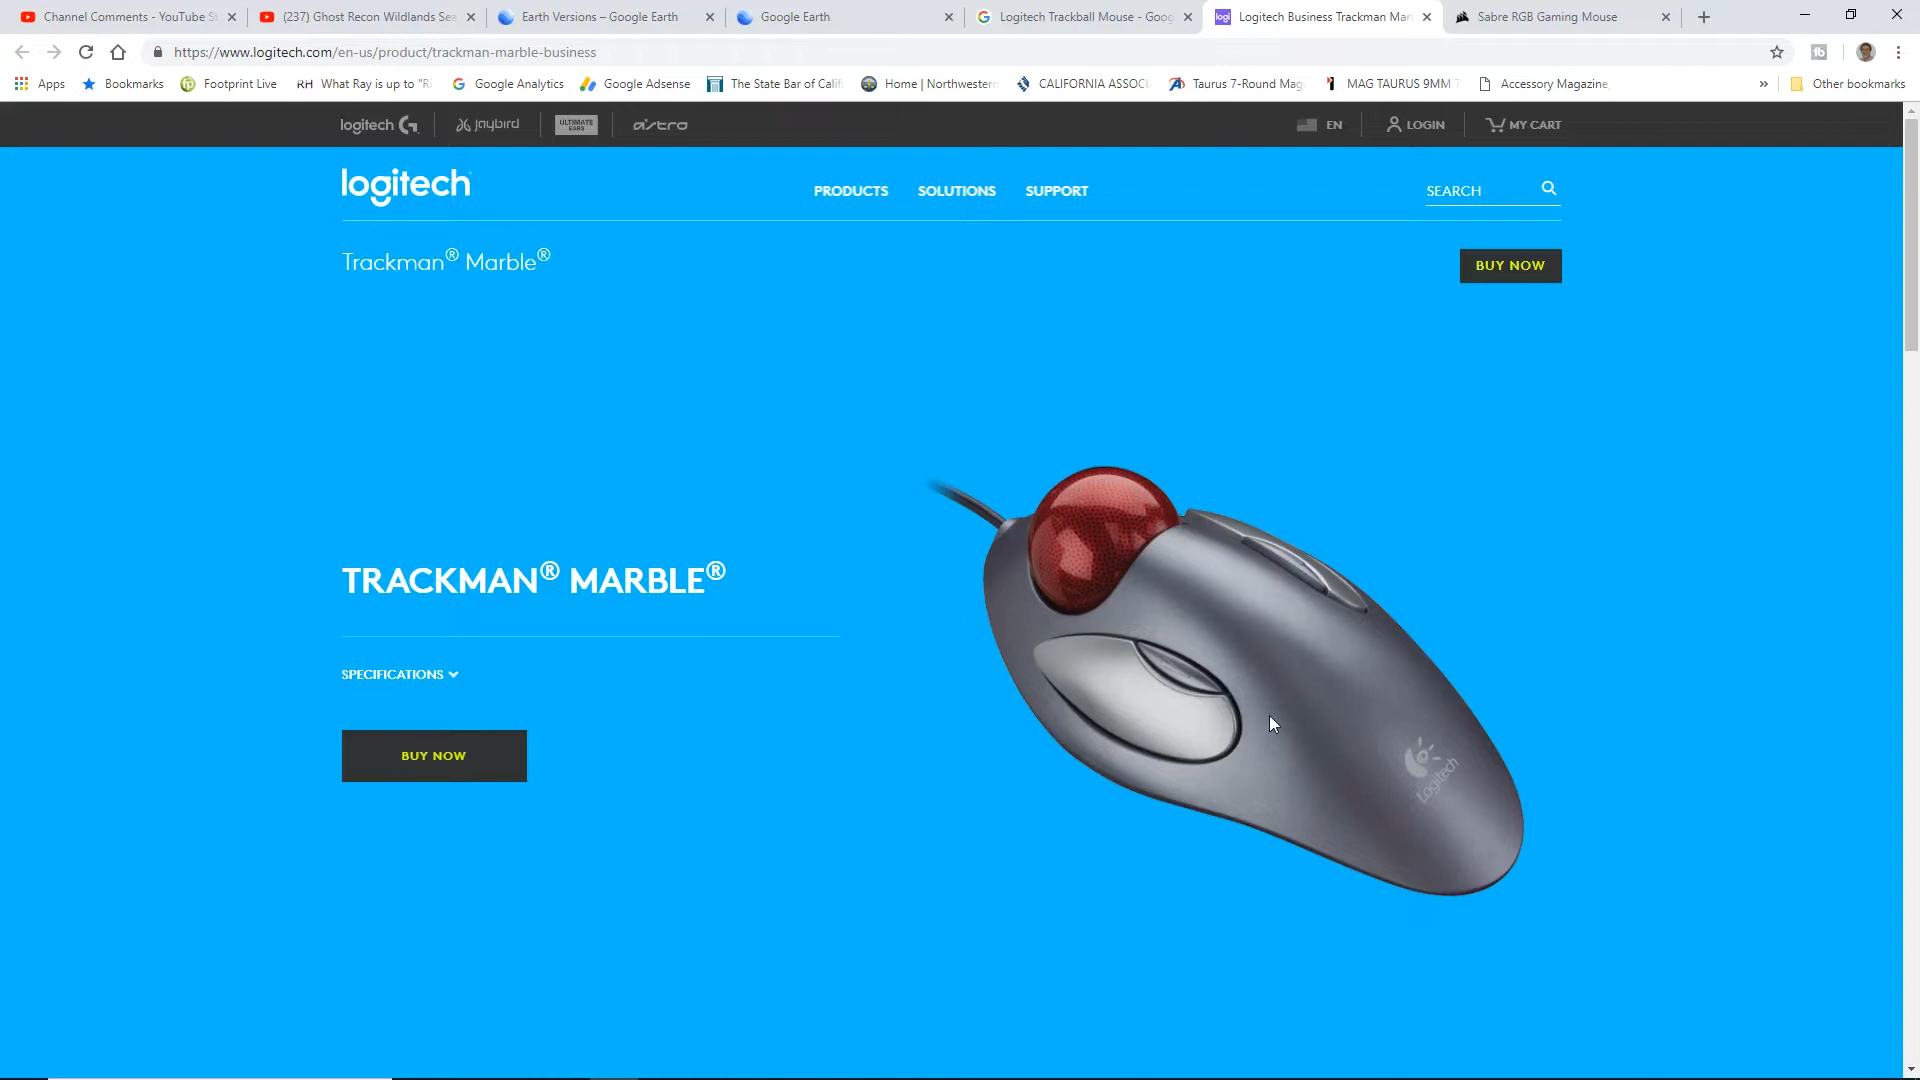 Channel Comments - YouTube S
(237) Ghost Recon Wildlands Sea
Earth Versions – Google Earth
Google Earth
Logitech Trackball Mouse - Goog
Logitech Business Trackman Mar
Sabre RGB Gaming Mouse
https://www.logitech.com/en-us/product/trackman-marble-business
Apps
Bookmarks
Footprint Live
RH What Ray is up to "Ri
Google Analytics
Google Adsense
The State Bar of Calif
Home | Northwestern
CALIFORNIA ASSOCI
Taurus 7-Round Mag
MAG TAURUS 9MM 7
Accessory Magazine,
»
Other bookmarks
logitech G
Jaybird
ULTIMATE EARS
ASTRO
EN
LOGIN
MY CART
logitech
PRODUCTS
SOLUTIONS
SUPPORT
SEARCH
Trackman® Marble®
BUY NOW
TRACKMAN® MARBLE®
SPECIFICATIONS
BUY NOW
Logitech